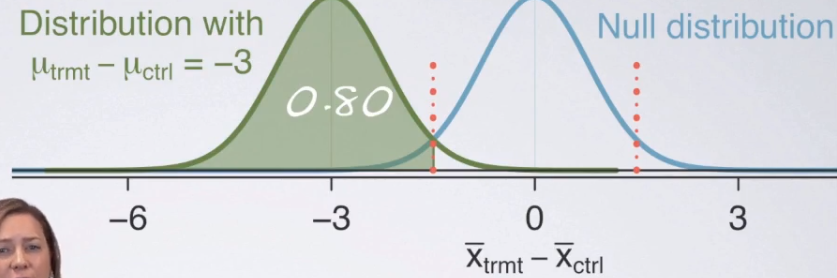 Distribution with
μtrmt – μctrl = –3
Null distribution
0.80
–6 –3 0 3
x̅trmt – x̅ctrl